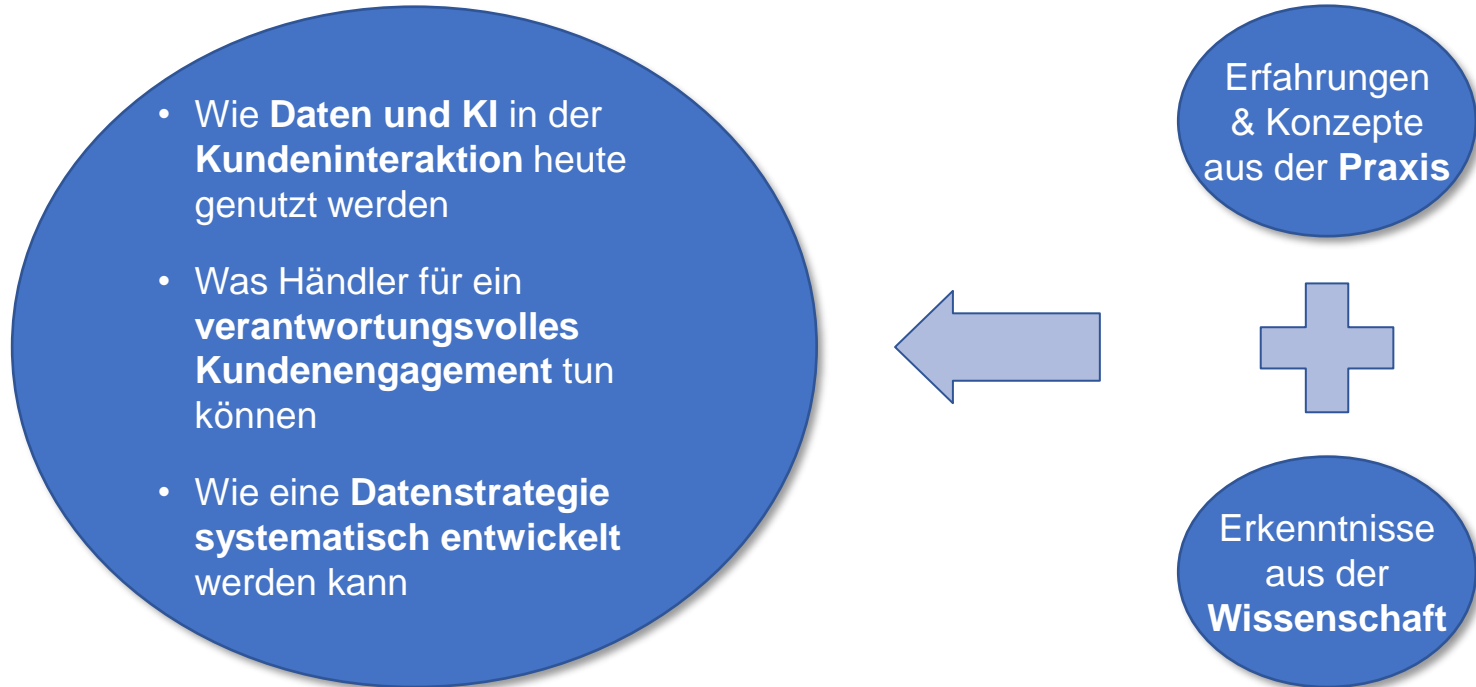 • Wie Daten und KI in der
Kundeninteraktion heute
genutzt werden
• Was Händler für ein
verantwortungsvolles
Kundenengagement tun
können
• Wie eine Datenstrategie
systematisch entwickelt
werden kann
Erfahrungen
& Konzepte
aus der Praxis
Erkenntnisse
aus der
Wissenschaft